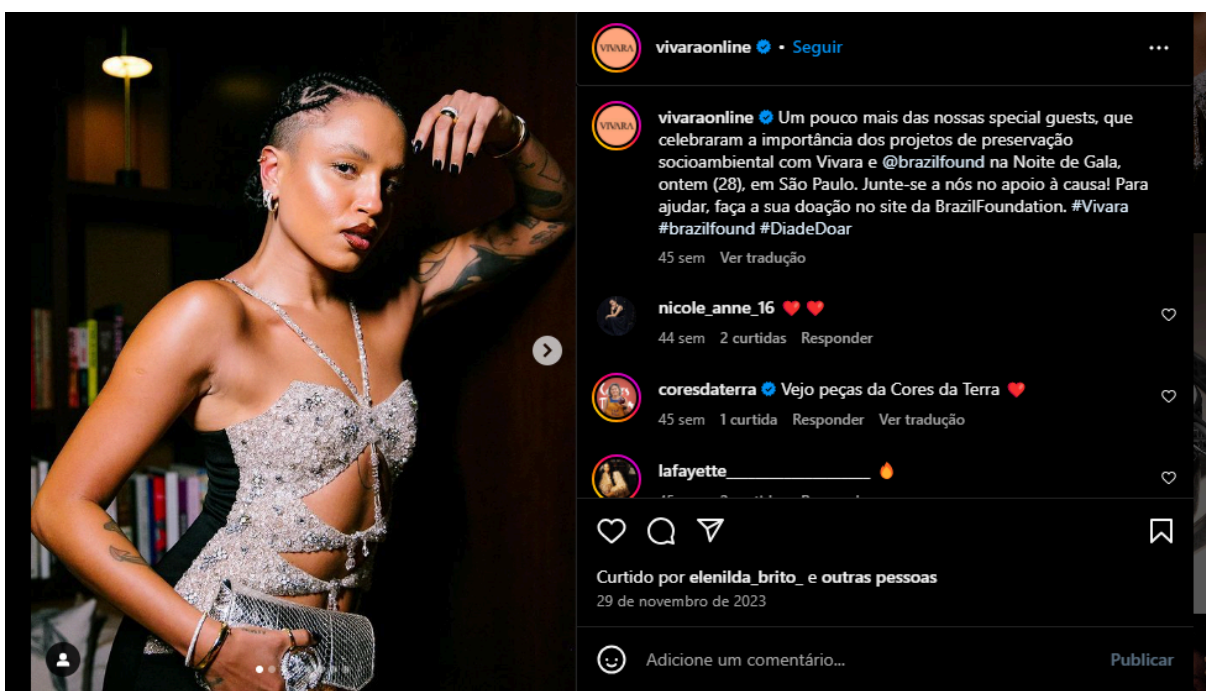 VIVARA
vivaraonline • Seguir
VIVARA
vivaraonline Um pouco mais das nossas special guests, que
celebraram a importância dos projetos de preservação
socioambiental com Vivara e @brazilfound na Noite de Gala,
ontem (28), em São Paulo. Junte-se a nós no apoio à causa! Para
ajudar, faça a sua doação no site da BrazilFoundation. #Vivara
#brazilfound #DiadeDoar
45 sem Ver tradução
nicole_anne_16 ❤️ ❤️
44 sem 2 curtidas Responder
coresdaterra Vejo peças da Cores da Terra ❤️
45 sem 1 curtida Responder Ver tradução
lafayette__________________ 🔥
Curtido por elenilda_brito_ e outras pessoas
29 de novembro de 2023
Adicione um comentário...
Publicar